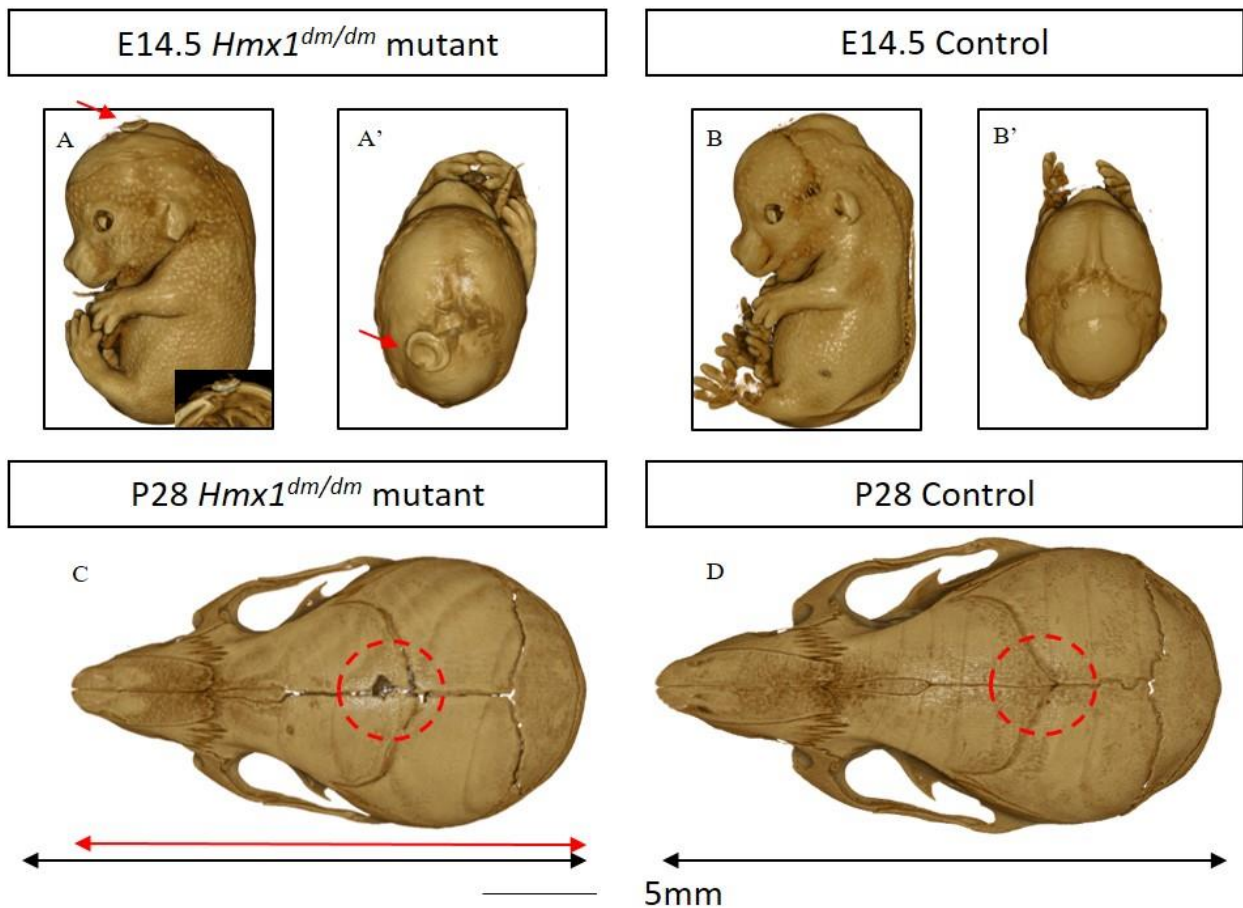 E14.5 Hmx1dm/dm mutant
E14.5 Control
A
A’
B
B’
P28 Hmx1dm/dm mutant
P28 Control
C
D
5mm